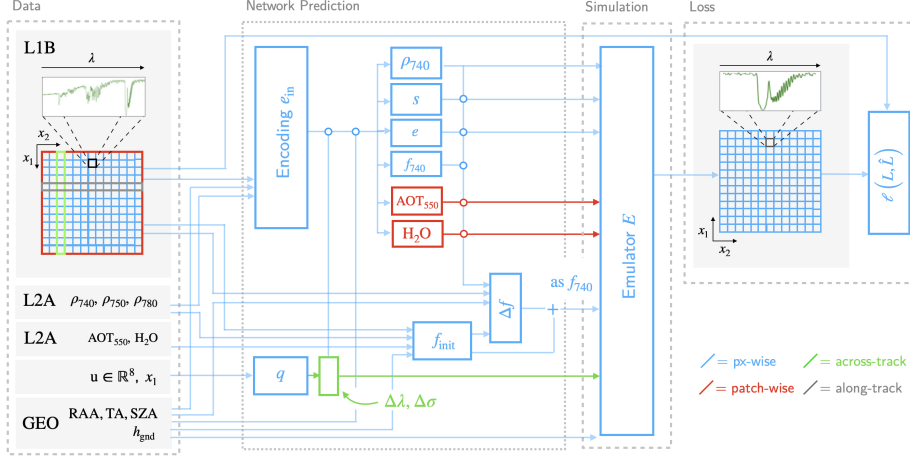 Data
Network Prediction
Simulation
Loss
L1B
λ
x₂
x₁
L2A ρ₇₄₀, ρ₇₅₀, ρ₇₈₀
L2A AOT₅₅₀, H₂O
u ∈ ℝ⁸, x₁
GEO RAA, TA, SZA
h_gnd
Encoding e_in
ρ₇₄₀
s
e
f₇₄₀
AOT₅₅₀
H₂O
Δf
as f₇₄₀
+
f_init
q
Δλ, Δσ
Emulator E
λ
x₁
x₂
ℓ (L, L̂)
/= px-wise
/= across-track
/= patch-wise
/= along-track